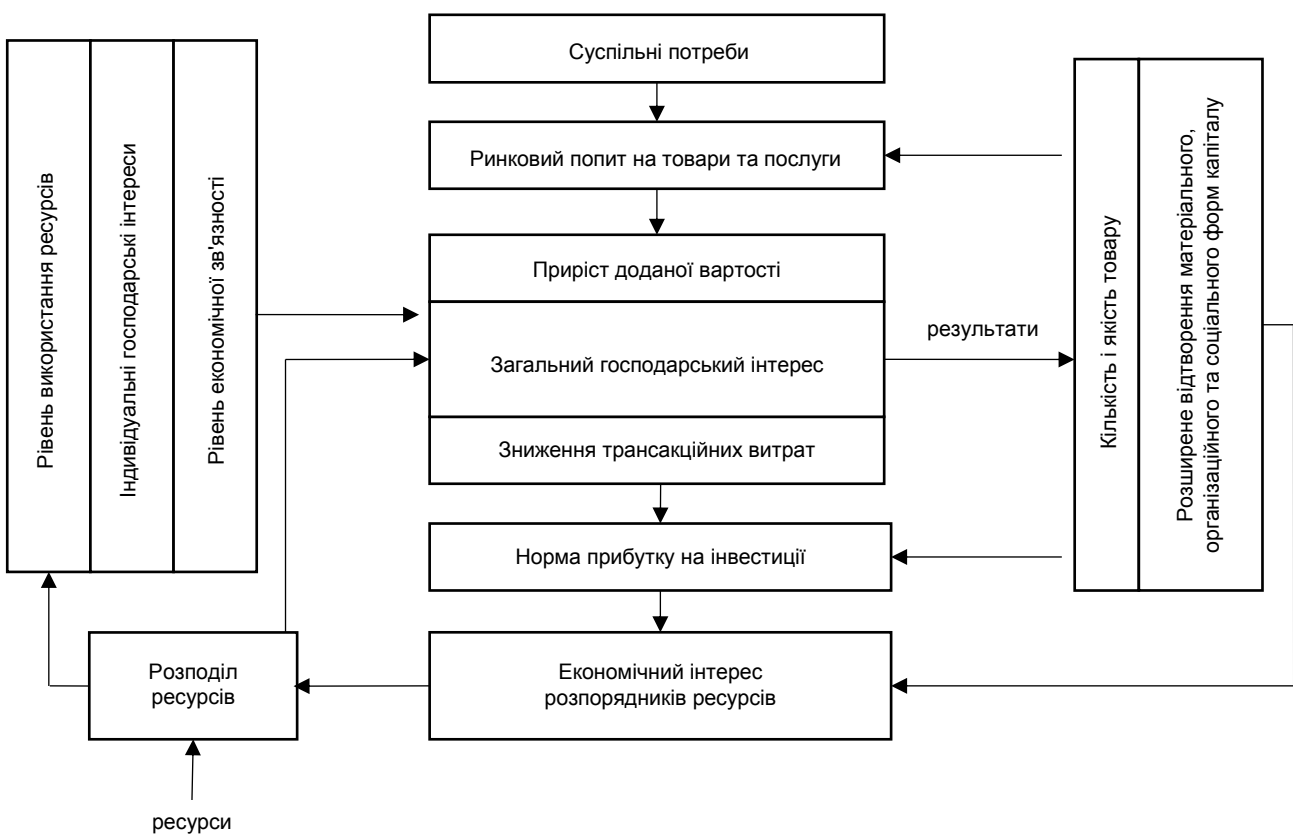 Суспільні потреби
Ринковий попит на товари та послуги
Рівень використання ресурсів
Індивідуальні господарські інтереси
Рівень економічної зв'язності
Приріст доданої вартості
Загальний господарський інтерес
Зниження трансакційних витрат
результати
Кількість і якість товару
Розширене відтворення матеріального,
організаційного та соціального форм капіталу
Норма прибутку на інвестиції
Розподіл
ресурсів
Економічний інтерес
розпорядників ресурсів
ресурси